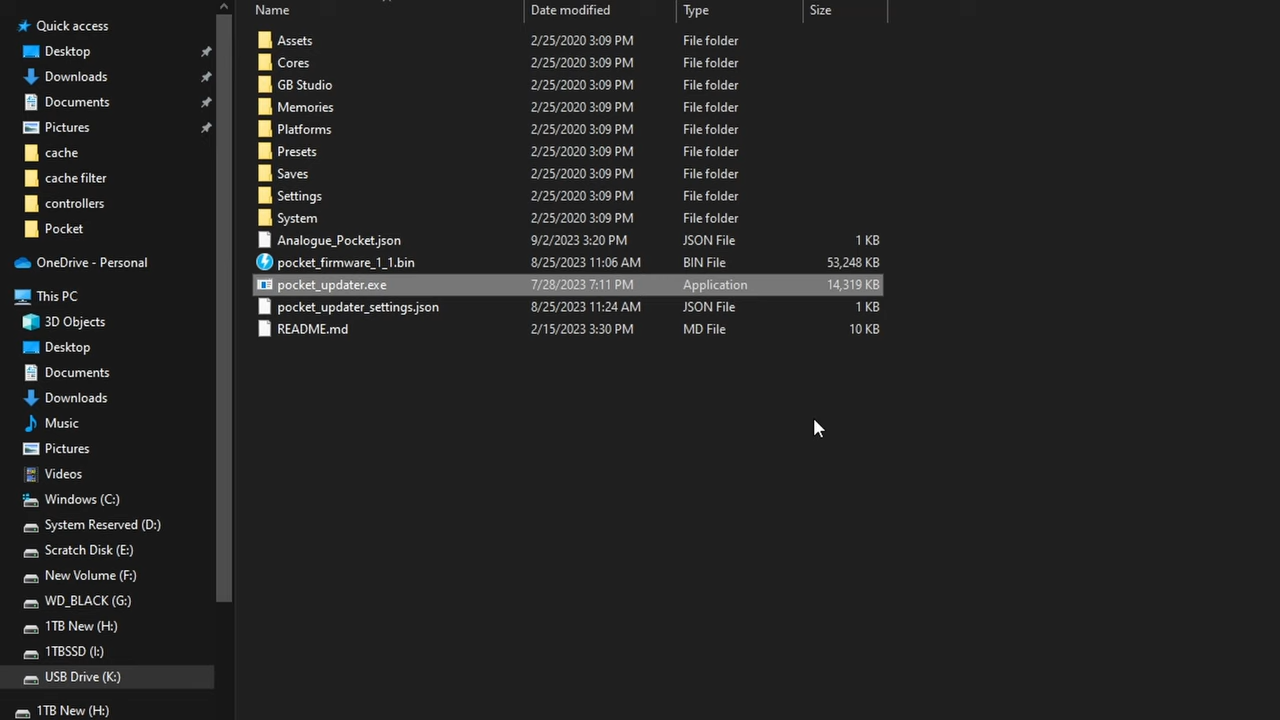 Name Date modified Type Size
Quick access
Desktop
Downloads
Documents
Pictures
cache
cache filter
controllers
Pocket
OneDrive - Personal
This PC
3D Objects
Desktop
Documents
Downloads
Music
Pictures
Videos
Windows (C:)
System Reserved (D:)
Scratch Disk (E:)
New Volume (F:)
WD_BLACK (G:)
1TB New (H:)
1TBSSD (I:)
USB Drive (K:)
1TB New (H:)
Assets 2/25/2020 3:09 PM File folder
Cores 2/25/2020 3:09 PM File folder
GB Studio 2/25/2020 3:09 PM File folder
Memories 2/25/2020 3:09 PM File folder
Platforms 2/25/2020 3:09 PM File folder
Presets 2/25/2020 3:09 PM File folder
Saves 2/25/2020 3:09 PM File folder
Settings 2/25/2020 3:09 PM File folder
System 2/25/2020 3:09 PM File folder
Analogue_Pocket.json 9/2/2023 3:20 PM JSON File 1 KB
pocket_firmware_1_1.bin 8/25/2023 11:06 AM BIN File 53,248 KB
pocket_updater.exe 7/28/2023 7:11 PM Application 14,319 KB
pocket_updater_settings.json 8/25/2023 11:24 AM JSON File 1 KB
README.md 2/15/2023 3:30 PM MD File 10 KB